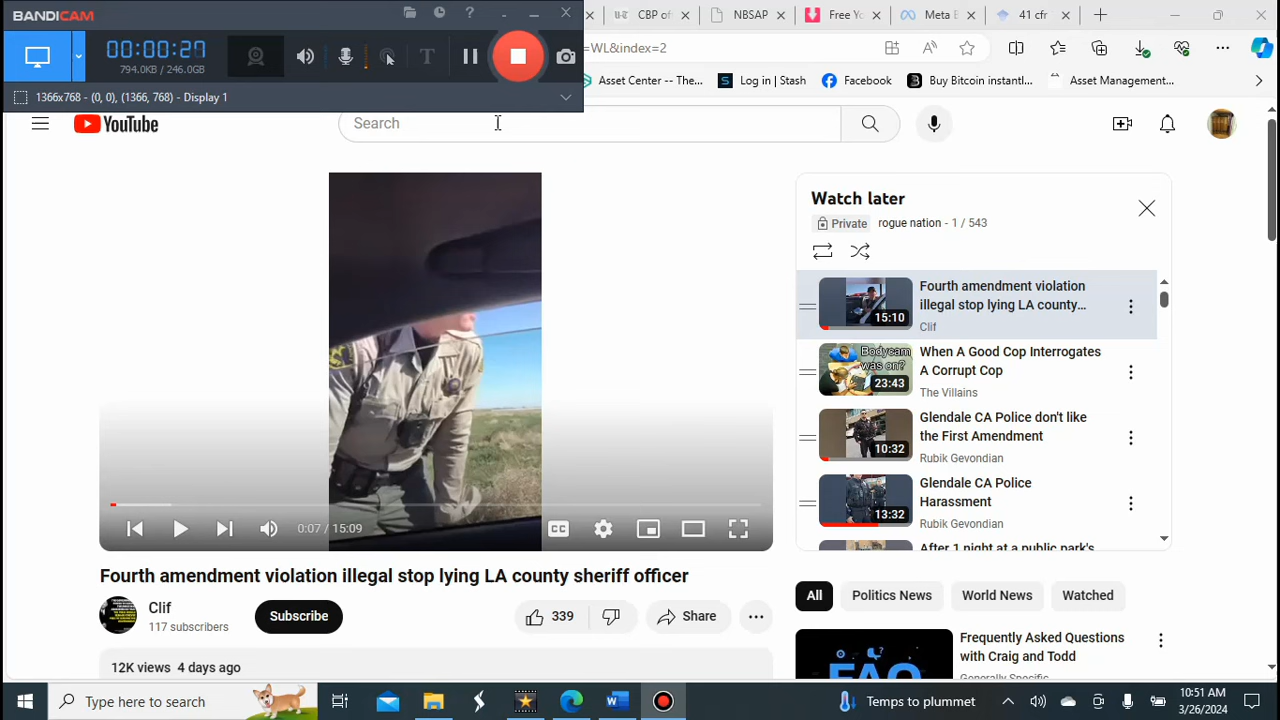 BANDICAM
00:00:27
794.0KB / 246.0GB
1366x768 - (0, 0), (1366, 768) - Display 1
CBP of
NBSAP
Free Yo
Meta B
41 cfr
=WL&index=2
Asset Center -- The...
Log in | Stash
Facebook
Buy Bitcoin instantl...
Asset Management...
YouTube
Search
Watch later
Private
rogue nation - 1 / 543
Fourth amendment violation
illegal stop lying LA county...
Clif
15:10
When A Good Cop Interrogates
A Corrupt Cop
The Villains
Bodycam
was on?
23:43
Glendale CA Police don't like
the First Amendment
Rubik Gevondian
10:32
Glendale CA Police
Harassment
Rubik Gevondian
13:32
After 1 night at a public park's
0:07 / 15:09
CC
Fourth amendment violation illegal stop lying LA county sheriff officer
Clif
117 subscribers
Subscribe
339
Share
12K views 4 days ago
All
Politics News
World News
Watched
FAQ
Frequently Asked Questions
with Craig and Todd
Generally Specific
Type here to search
Temps to plummet
10:51 AM
3/26/2024